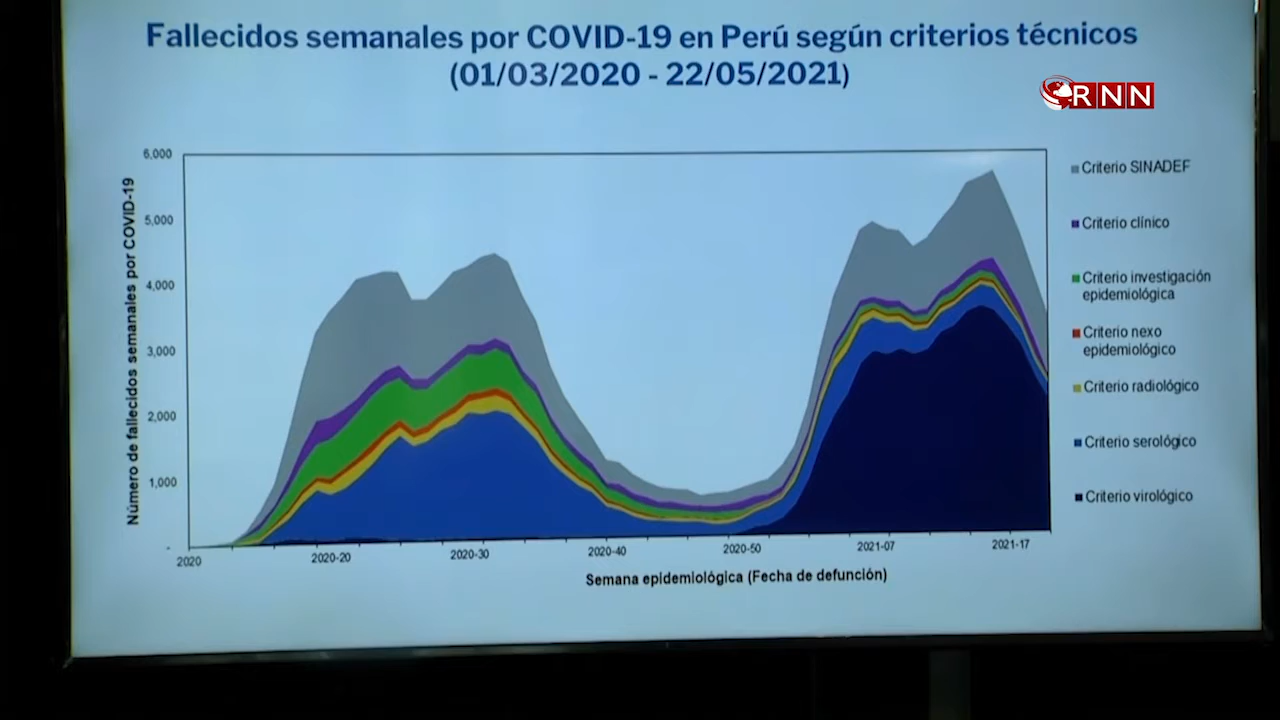 Fallecidos semanales por COVID-19 en Perú según criterios técnicos
(01/03/2020 - 22/05/2021)
RNN
Número de fallecidos semanales por COVID-19
6,000
5,000
4,000
3,000
2,000
1,000
-
2020
2020-20
2020-30
2020-40
2020-50
2021-07
2021-17
Semana epidemiológica (Fecha de defunción)
Criterio SINADEF
Criterio clínico
Criterio investigación
epidemiológica
Criterio nexo
epidemiológico
Criterio radiológico
Criterio serológico
Criterio virológico